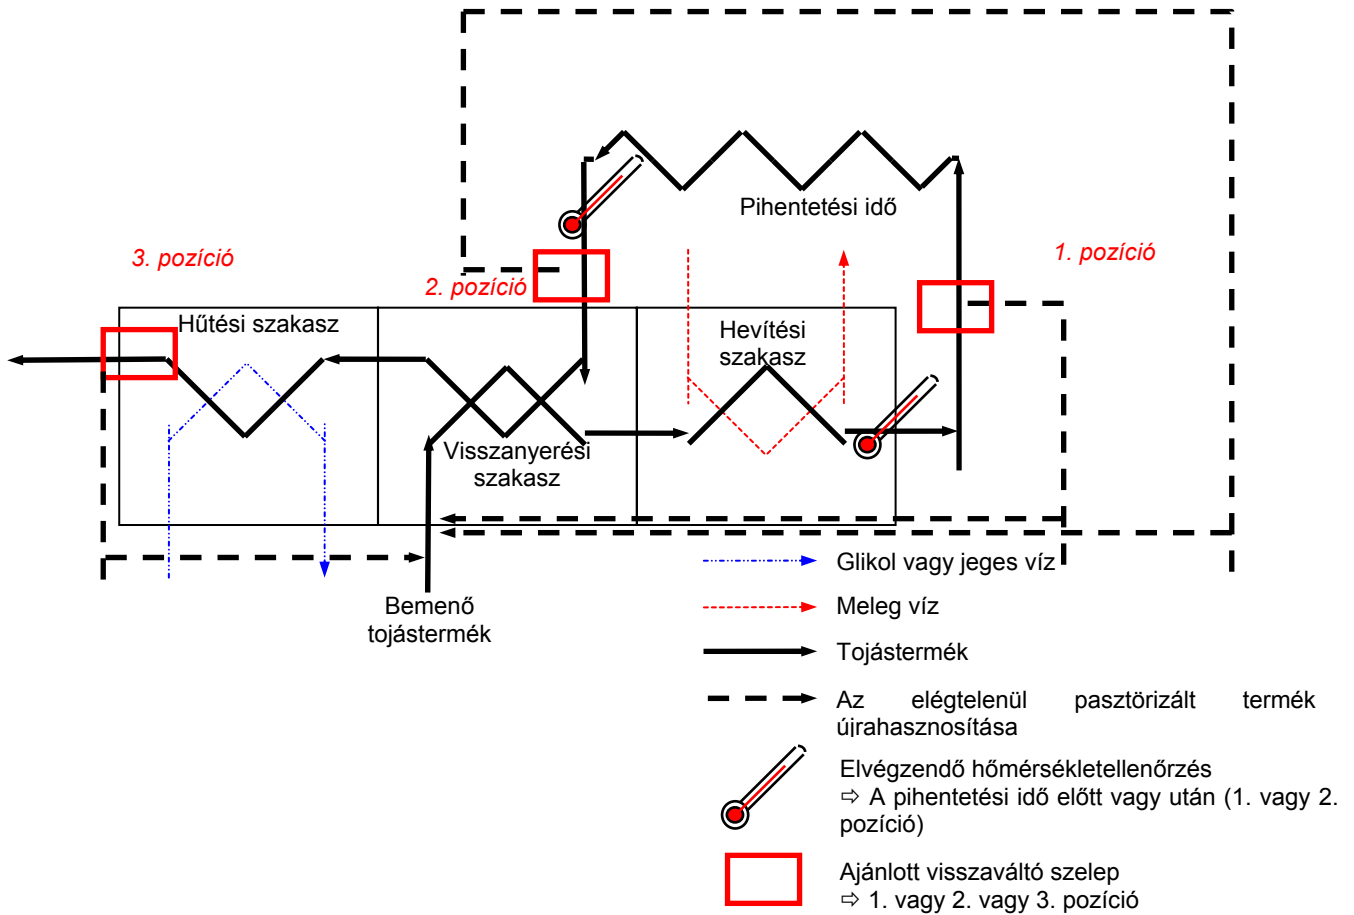 Pihentetési idő
3. pozíció
1. pozíció
2. pozíció
Hűtési szakasz
Hevítési
szakasz
Visszanyerési
szakasz
Bemenő
tojástermék
Glikol vagy jeges víz
Meleg víz
Tojástermék
Az elégtelenül pasztörizált termék
újrahasznosítása
Elvégzendő hőmérsékletellenőrzés
⇨ A pihentetési idő előtt vagy után (1. vagy 2.
pozíció)
Ajánlott visszaváltó szelep
⇨ 1. vagy 2. vagy 3. pozíció